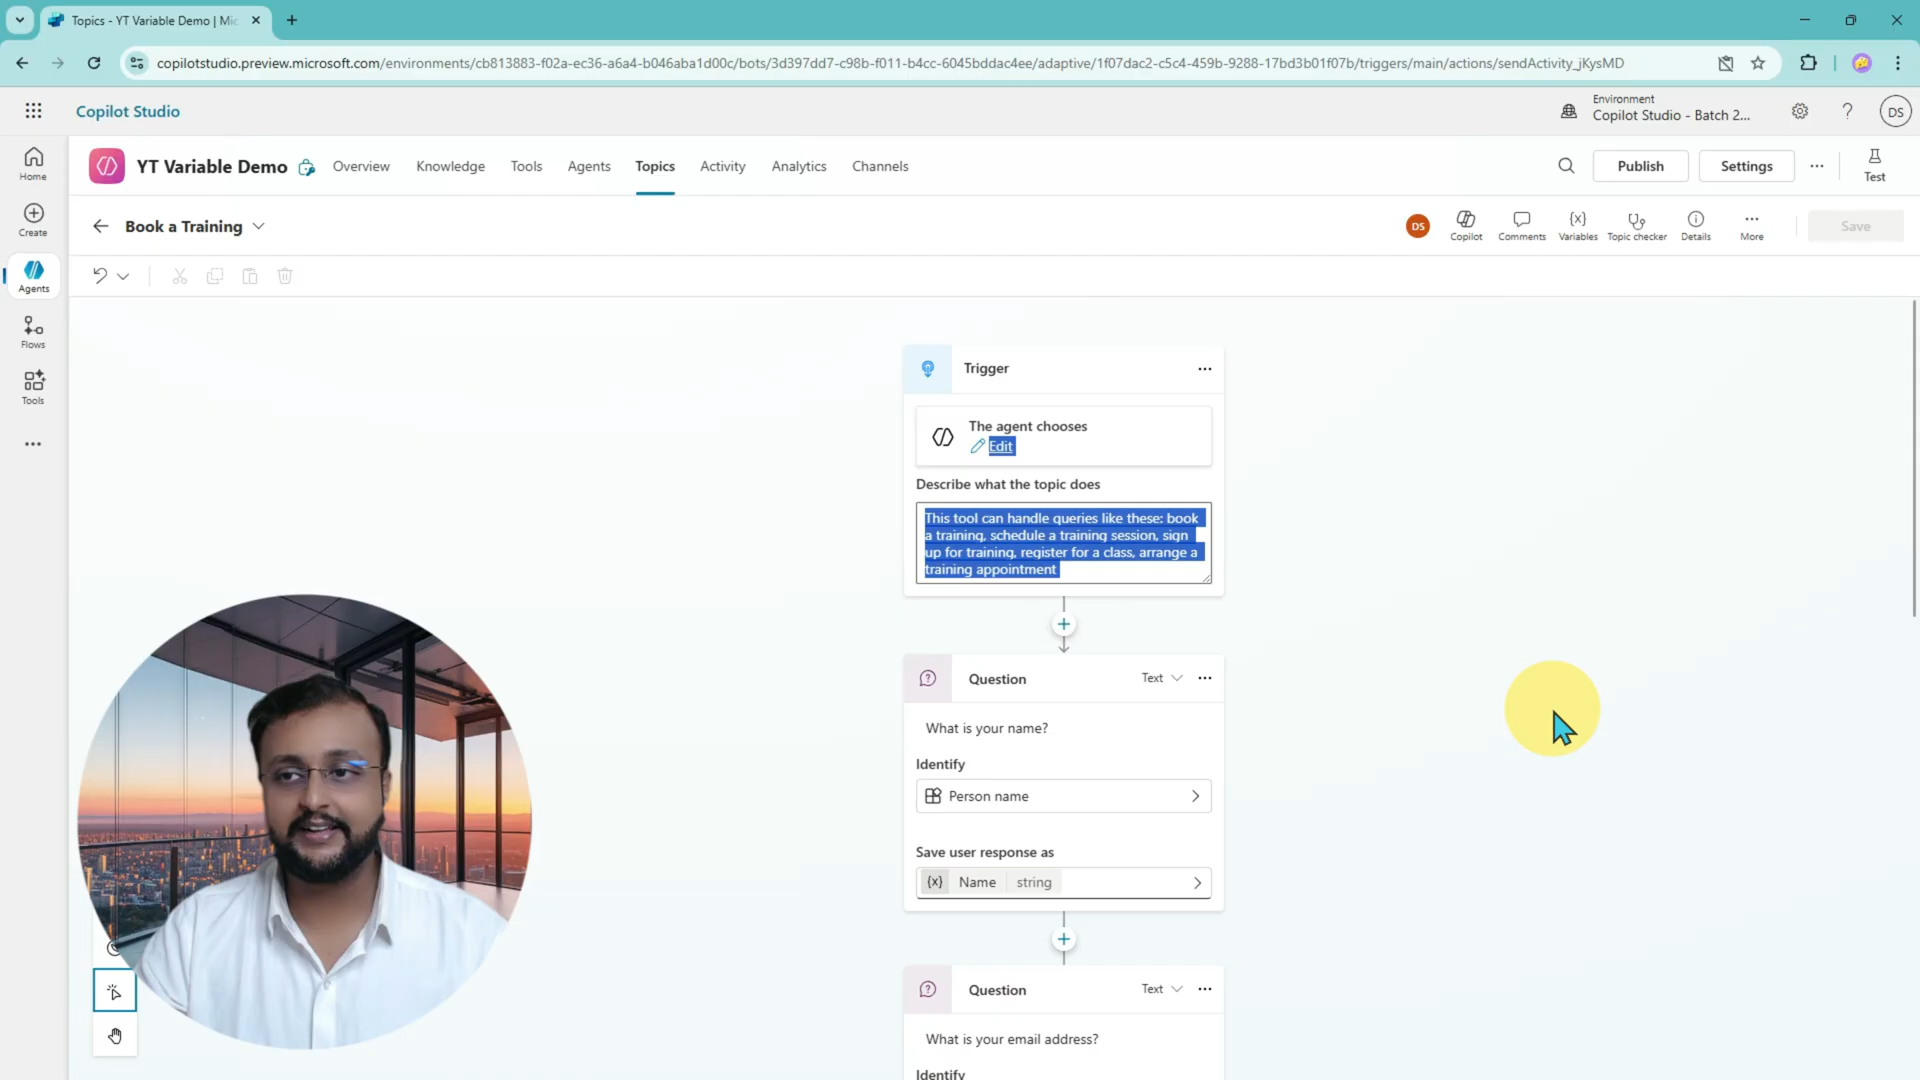 Topics - YT Variable Demo | Mic
copilotstudio.preview.microsoft.com/environments/cb813883-f02a-ec36-a6a4-b046aba1d00c/bots/3d397dd7-c98b-f011-b4cc-6045bddac4ee/adaptive/1f07dac2-c5c4-459b-9288-17bd3b01f07b/triggers/main/actions/sendActivity_jKysMD
Copilot Studio
Environment
Copilot Studio - Batch 2...
DS
Home
Create
Agents
Flows
Tools
YT Variable Demo
Overview Knowledge Tools Agents Topics Activity Analytics Channels
Publish Settings
Test
Book a Training
DS
Copilot Comments Variables Topic checker Details More
Save
Trigger
The agent chooses
Edit
Describe what the topic does
This tool can handle queries like these: book
a training, schedule a training session, sign
up for training, register for a class, arrange a
training appointment
Question
Text
What is your name?
Identify
Person name
Save user response as
{x} Name string
Question
Text
What is your email address?
Identify